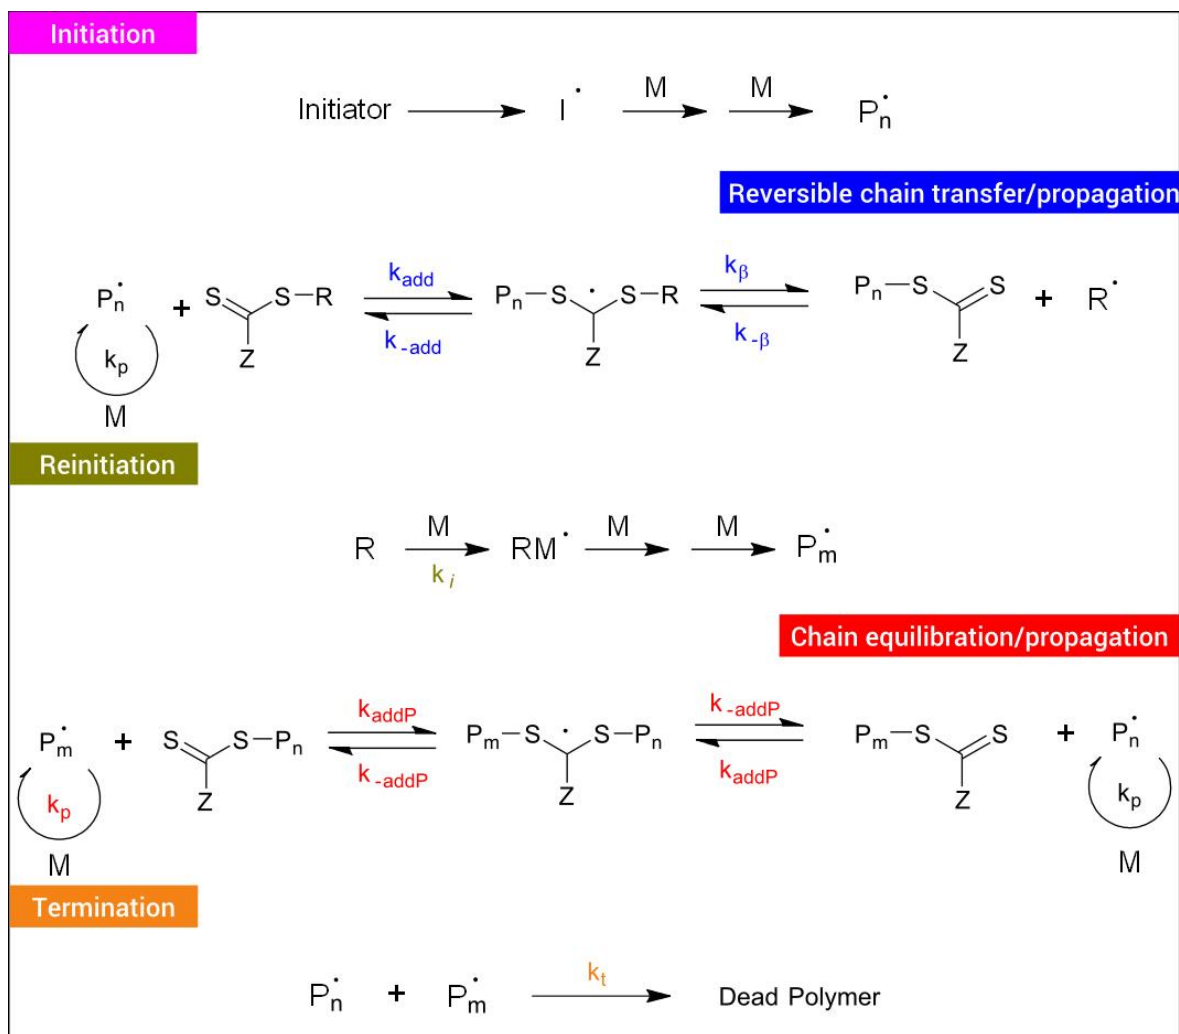 Initiation
Initiator I · M M Pn ·
Reversible chain transfer/propagation
Pn · + S S–R Z kadd k-add Pn–S · S–R Z kβ k-β Pn–S S Z + R ·
kp
M
Reinitiation
R M ki RM · M M Pm ·
Chain equilibration/propagation
Pm · + S S–Pn Z kaddP k-addP Pm–S · S–Pn Z k-addP kaddP Pm–S S Z + Pn ·
kp kp
M M
Termination
Pn · + Pm · kt Dead Polymer